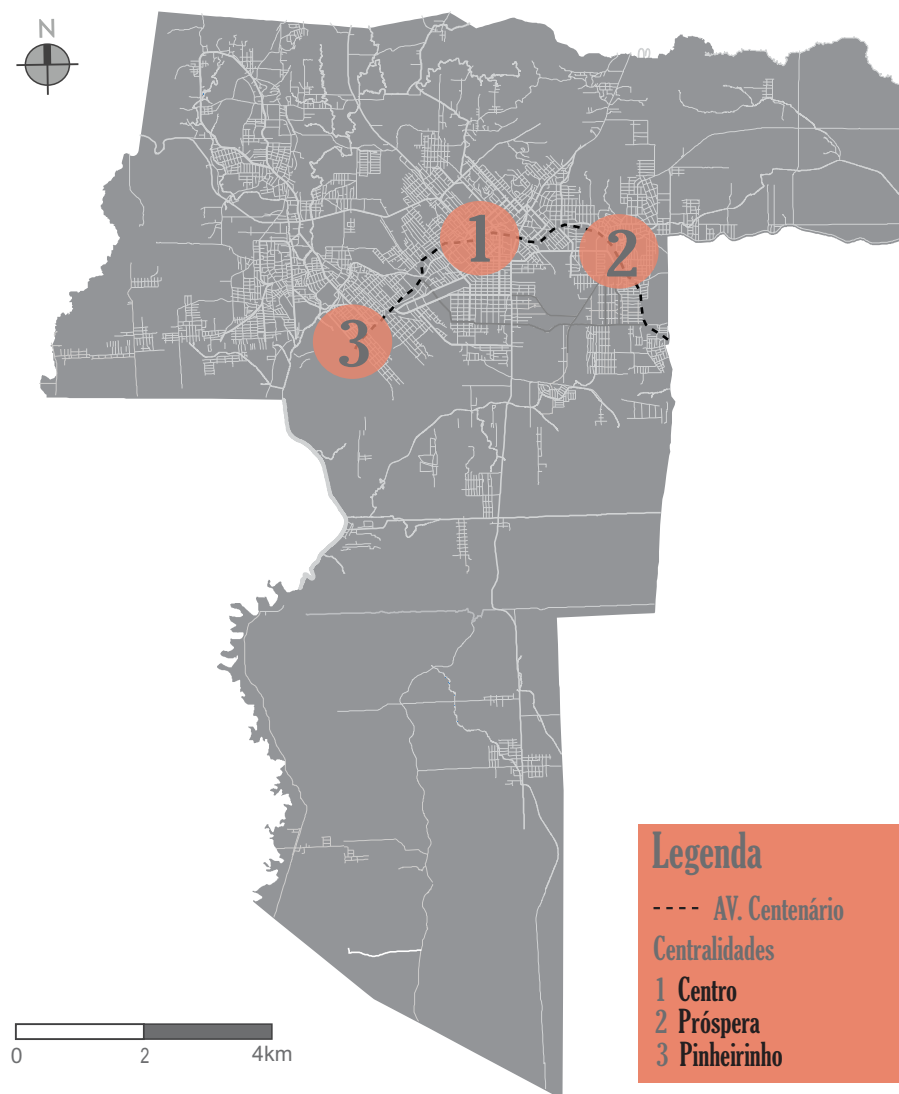 N
1
2
3
Legenda
AV. Centenário
Centralidades
1 Centro
2 Próspera
3 Pinheirinho
0 2 4km